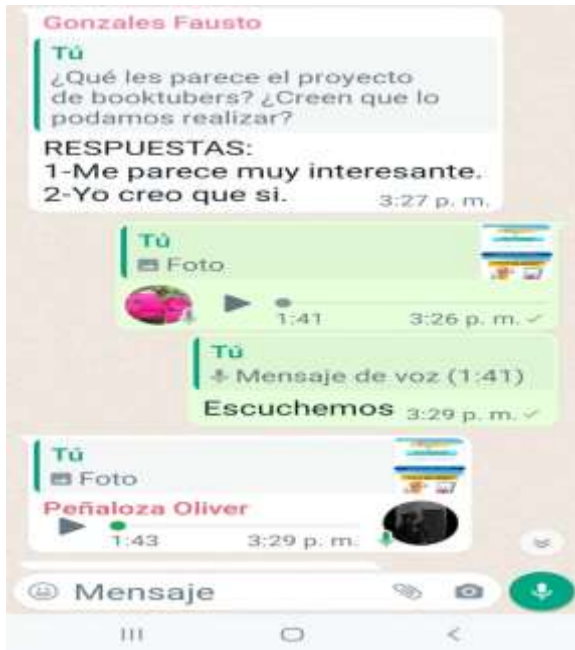 Gonzales Fausto
Tú
¿Qué les parece el proyecto
de booktubers? ¿Creen que lo
podamos realizar?
RESPUESTAS:
1-Me parece muy interesante.
2-Yo creo que si.
3:27 p. m.
Tú
Foto
1:41 3:26 p. m.
Tú
Mensaje de voz (1:41)
Escuchemos 3:29 p. m.
Tú
Foto
Peñaloza Oliver
1:43 3:29 p. m.
Mensaje